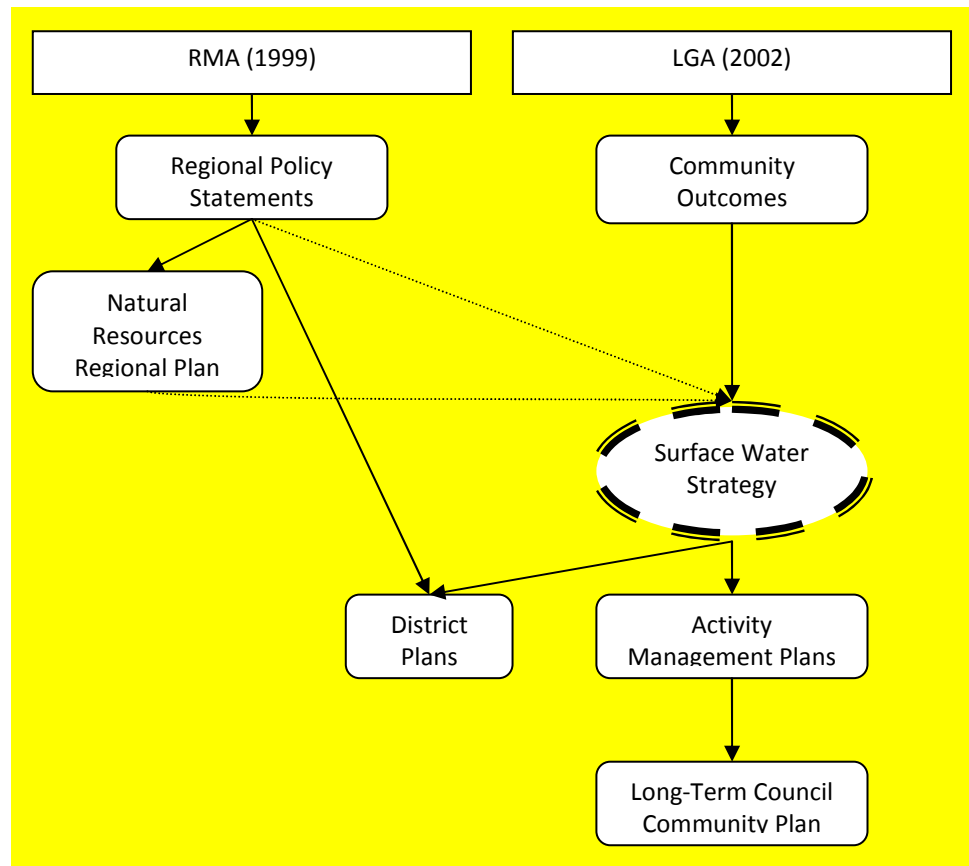 RMA (1999)
LGA (2002)
Regional Policy
Statements
Community
Outcomes
Natural
Resources
Regional Plan
Surface Water
Strategy
District
Plans
Activity
Management Plans
Long-Term Council
Community Plan